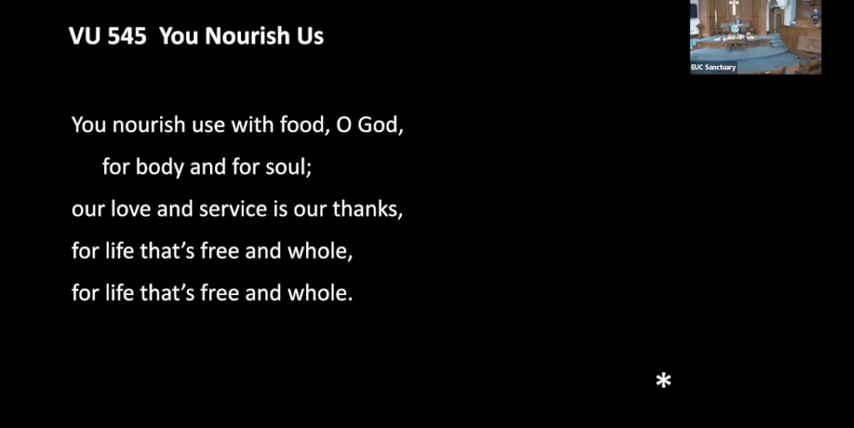 VU 545 You Nourish Us
EUC Sanctuary
You nourish use with food, O God,
for body and for soul;
our love and service is our thanks,
for life that's free and whole,
for life that's free and whole.
*